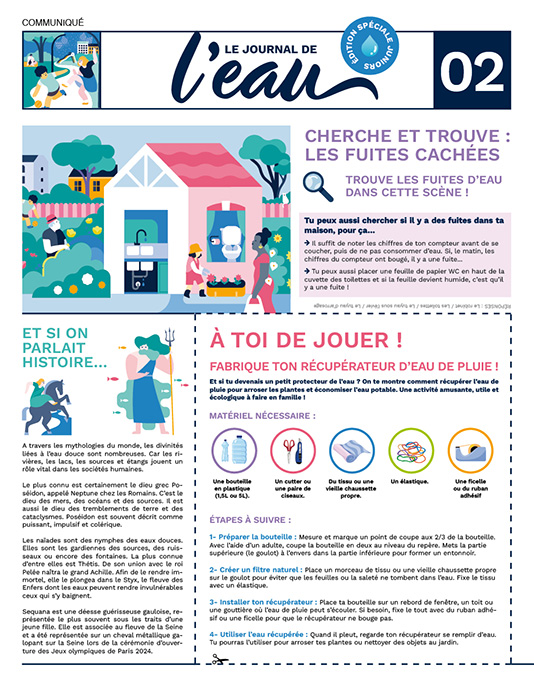 COMMUNIQUÉ
LE JOURNAL DE
l'eau
ÉDITION SPÉCIALE JUNIORS
02
CHERCHE ET TROUVE :
LES FUITES CACHÉES
TROUVE LES FUITES D'EAU
DANS CETTE SCÈNE !
Tu peux aussi chercher si il y a des fuites dans ta
maison, pour ça...
→ Il suffit de noter les chiffres de ton compteur avant de se
coucher, puis de ne pas consommer d'eau. Si, le matin, les
chiffres du compteur ont bougé, il y a une fuite...
→ Tu peux aussi placer une feuille de papier WC en haut de la
cuvette des toilettes et si la feuille devient humide, c'est qu'il
y a une fuite !
RÉPONSES : Le robinet / Les toilettes / Le tuyau sous l'évier / Le tuyau d'arrosage
ET SI ON
PARLAIT
HISTOIRE...
A travers les mythologies du monde, les divinités
liées à l'eau douce sont nombreuses. Car les ri-
vières, les lacs, les sources et étangs jouent un
rôle vital dans les sociétés humaines.
Le plus connu est certainement le dieu grec Po-
séidon, appelé Neptune chez les Romains. C'est le
dieu des mers, des océans et des sources. Il est
aussi le dieu des tremblements de terre et des
cataclysmes. Poséidon est souvent décrit comme
puissant, impulsif et colérique.
Les naïades sont des nymphes des eaux douces.
Elles sont les gardiennes des sources, des ruis-
seaux ou encore des fontaines. La plus connue
d'entre elles est Thétis. De son union avec le roi
Pelée naîtra le grand Achille. Afin de le rendre im-
mortel, elle le plongea dans le Styx, le fleuve des
Enfers dont les eaux peuvent rendre invulnérables
ceux qui s'y baignent.
Sequana est une déesse guérisseuse gauloise, re-
présentée le plus souvent sous les traits d'une
jeune fille. Elle est associée au fleuve de la Seine
et a été représentée sur un cheval métallique ga-
lopant sur la Seine lors de la cérémonie d'ouver-
ture des Jeux olympiques de Paris 2024.
À TOI DE JOUER !
FABRIQUE TON RÉCUPÉRATEUR D'EAU DE PLUIE !
Et si tu devenais un petit protecteur de l'eau ? On te montre comment récupérer l'eau de
pluie pour arroser les plantes et économiser l'eau potable. Une activité amusante, utile et
écologique à faire en famille !
MATÉRIEL NÉCESSAIRE :
Une bouteille
en plastique
(1,5L ou 5L).
Un cutter ou
une paire de
ciseaux.
Du tissu ou une
vieille chaussette
propre.
Un élastique.
Une ficelle
ou du ruban
adhésif
ÉTAPES À SUIVRE :
1- Préparer la bouteille : Mesure et marque un point de coupe aux 2/3 de la bouteille.
Avec l'aide d'un adulte, coupe la bouteille en deux au niveau du repère. Mets la partie
supérieure (le goulot) à l'envers dans la partie inférieure pour former un entonnoir.
2- Créer un filtre naturel : Place un morceau de tissu ou une vieille chaussette propre
sur le goulot pour éviter que les feuilles ou la saleté ne tombent dans l'eau. Fixe le tissu
avec un élastique.
3- Installer ton récupérateur : Place ta bouteille sur un rebord de fenêtre, un toit ou
une gouttière où l'eau de pluie peut s'écouler. Si besoin, fixe le tout avec du ruban adhé-
sif ou une ficelle pour que le récupérateur ne bouge pas.
4- Utiliser l'eau récupérée : Quand il pleut, regarde ton récupérateur se remplir d'eau.
Tu pourras l'utiliser pour arroser tes plantes ou nettoyer des objets au jardin.